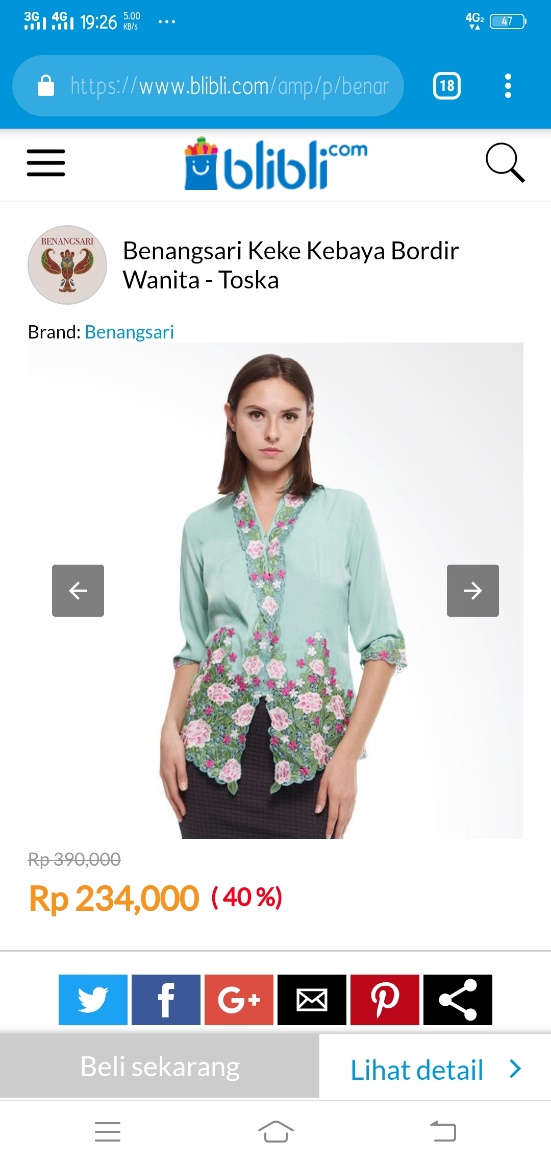 3G 4G 19:26 5.00 KB/s ... 4G2 47
https://www.blibli.com/amp/p/benar
18
blibli.com
BENANGSARI
Benangsari Keke Kebaya Bordir
Wanita - Toska
Brand: Benangsari
Rp 390,000
Rp 234,000 ( 40 %)
G+
Beli sekarang
Lihat detail